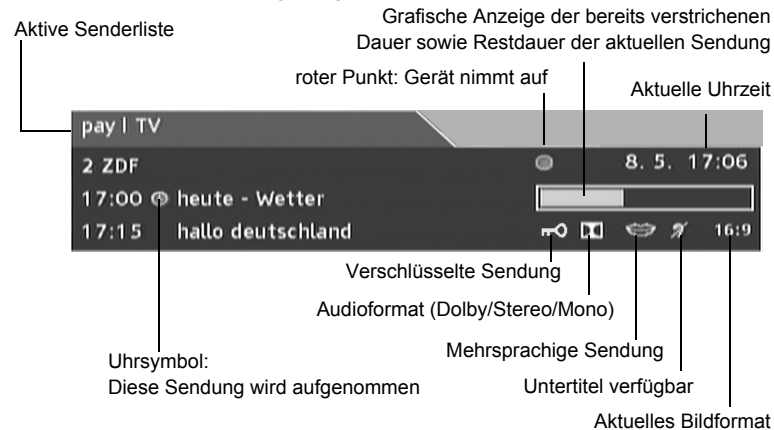 Grafische Anzeige der bereits verstrichenen
Dauer sowie Restdauer der aktuellen Sendung
Aktive Senderliste
roter Punkt: Gerät nimmt auf
Aktuelle Uhrzeit
pay | TV
2 ZDF 8. 5. 17:06
17:00 heute - Wetter
17:15 hallo deutschland 16:9
Verschlüsselte Sendung
Audioformat (Dolby/Stereo/Mono)
Mehrsprachige Sendung
Uhrsymbol:
Diese Sendung wird aufgenommen
Untertitel verfügbar
Aktuelles Bildformat